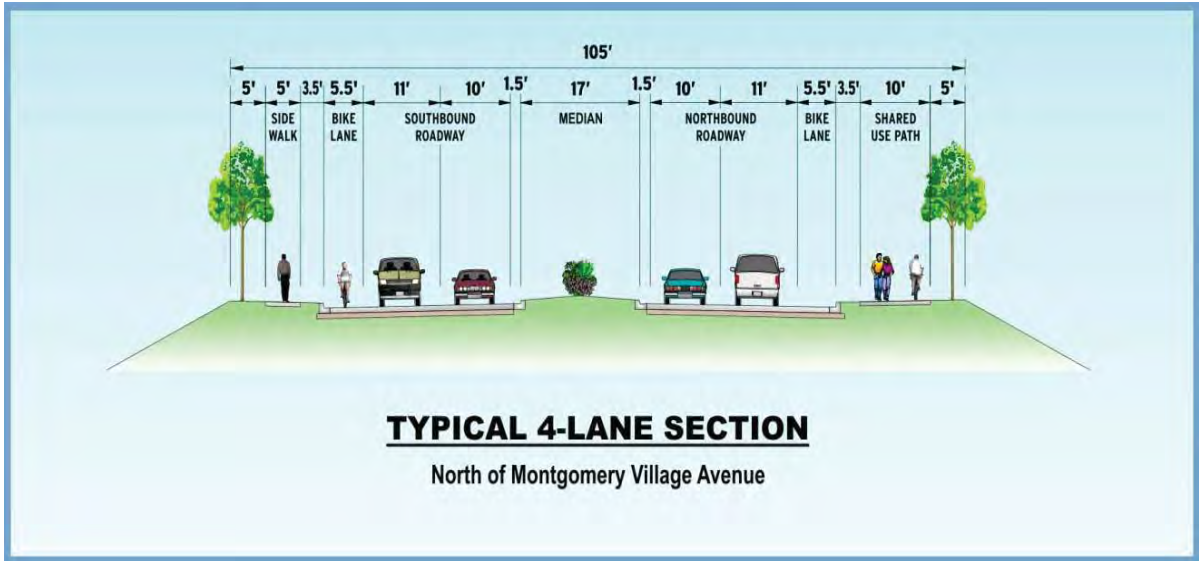 105'
5' 5' 3.5' 5.5' 11' 10' 1.5' 17' 1.5' 10' 11' 5.5' 3.5' 10' 5'
SIDE WALK
BIKE LANE
SOUTHBOUND ROADWAY
MEDIAN
NORTHBOUND ROADWAY
BIKE LANE
SHARED USE PATH
TYPICAL 4-LANE SECTION
North of Montgomery Village Avenue